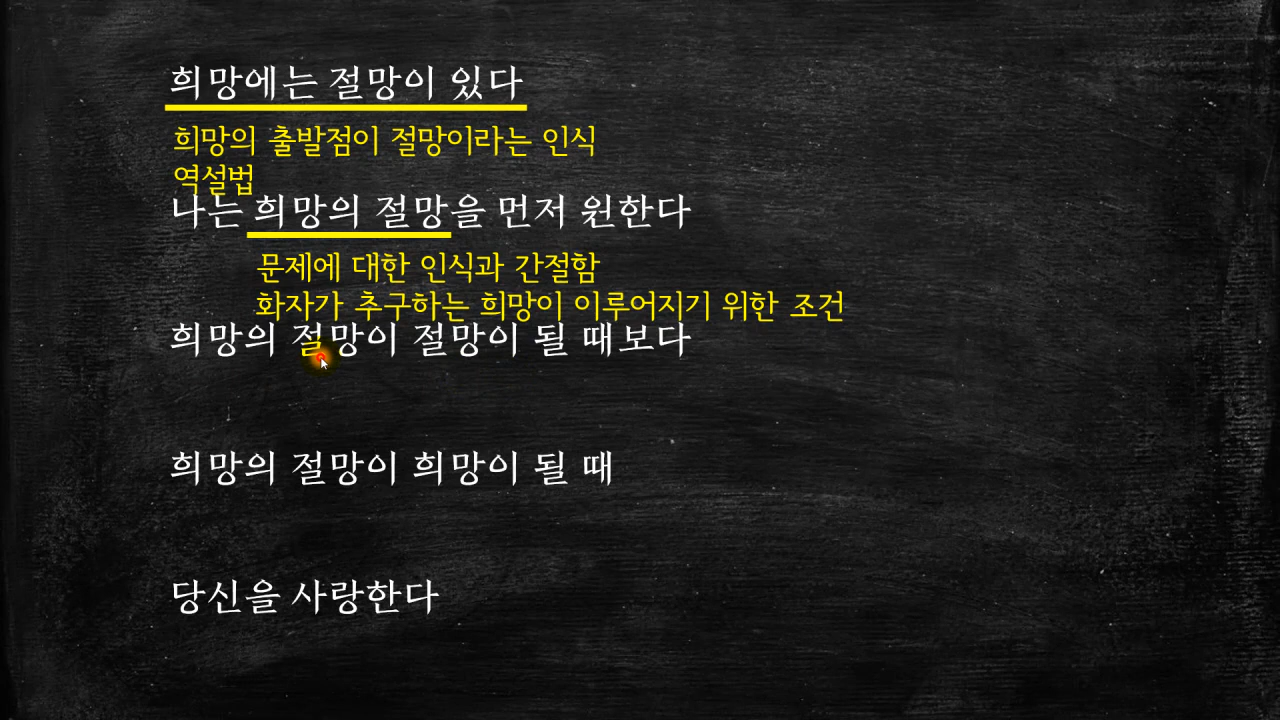 희망에는 절망이 있다
희망의 출발점이 절망이라는 인식
역설법
나는 희망의 절망을 먼저 원한다
문제에 대한 인식과 간절함
화자가 추구하는 희망이 이루어지기 위한 조건
희망의 절망이 절망이 될 때보다
희망의 절망이 희망이 될 때
당신을 사랑한다